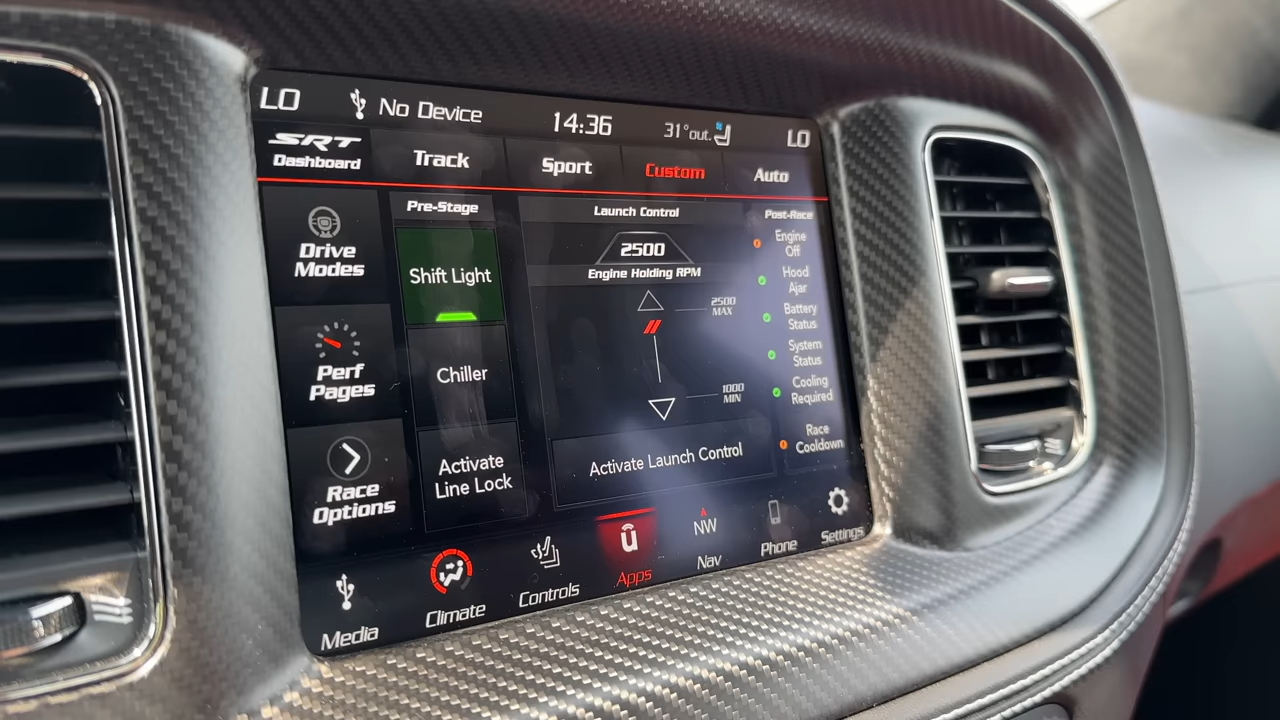 LO
No Device
14:36
31°out.
LO
SRT
Dashboard
Track
Sport
Custom
Auto
Drive
Modes
Perf
Pages
Race
Options
Pre-Stage
Shift Light
Chiller
Activate
Line Lock
Launch Control
2500
Engine Holding RPM
2500
MAX
1000
MIN
Activate Launch Control
Post-Race
Engine
Off
Hood
Ajar
Battery
Status
System
Status
Cooling
Required
Race
Cooldown
Media
Climate
Controls
Apps
NW
Nav
Phone
Settings